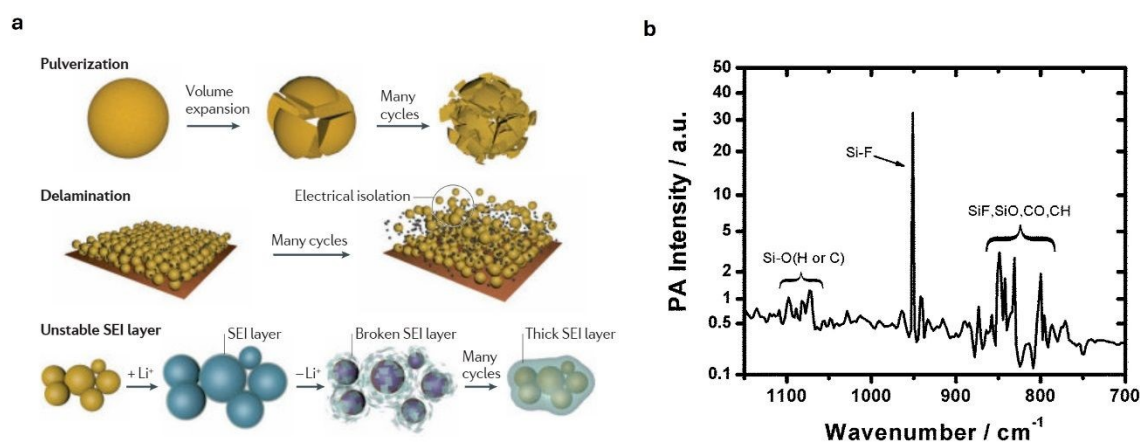 a
Pulverization
Volume
expansion
Many
cycles
Delamination
Electrical isolation
Many cycles
Unstable SEI layer
SEI layer
Broken SEI layer
Thick SEI layer
+ Li⁺
– Li⁺
Many
cycles
b
PA Intensity / a.u.
50
40
30
20
10
5
2
1
0.5
0.1
Si-O(H or C)
Si-F
SiF,SiO,CO,CH
1100
1000
900
800
700
Wavenumber / cm⁻¹